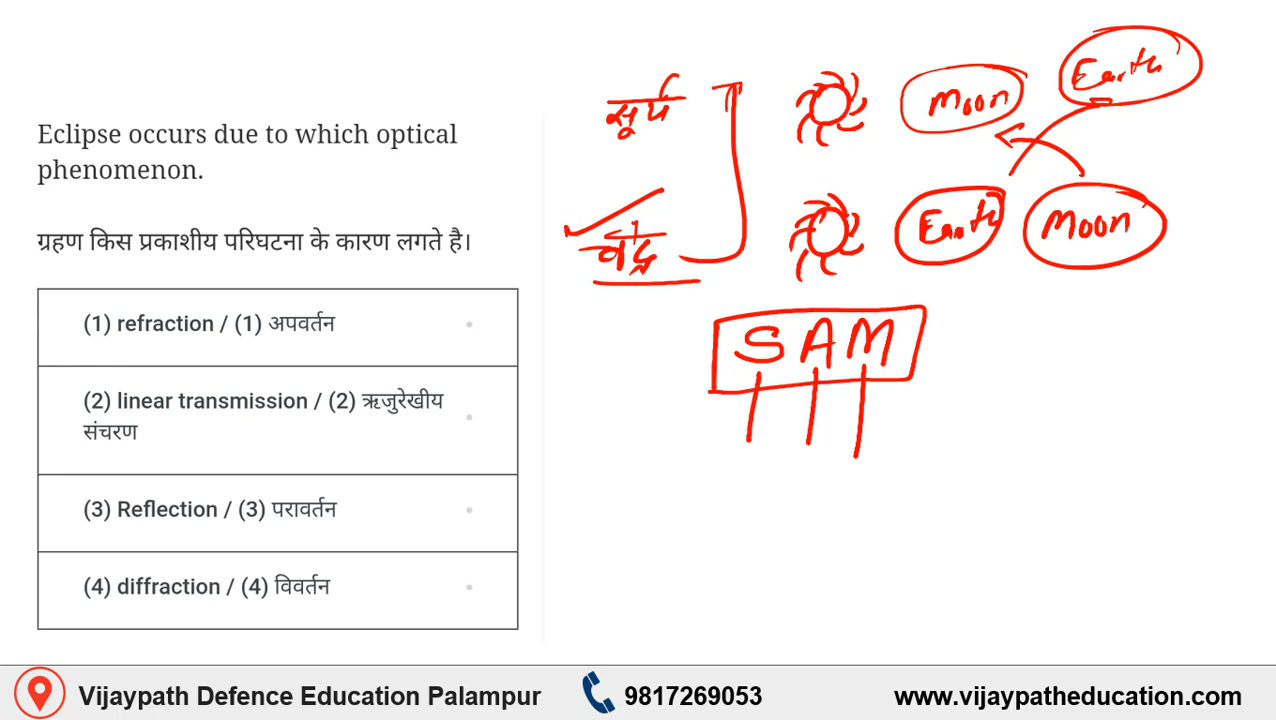 Eclipse occurs due to which optical
phenomenon.
ग्रहण किस प्रकाशीय परिघटना के कारण लगते है।
(1) refraction / (1) अपवर्तन
(2) linear transmission / (2) ऋजुरेखीय
संचरण
(3) Reflection / (3) परावर्तन
(4) diffraction / (4) विवर्तन
सूर्य
Moon
Earth
चंद्र
Earth
Moon
SAM
Vijaypath Defence Education Palampur
9817269053
www.vijaypatheducation.com